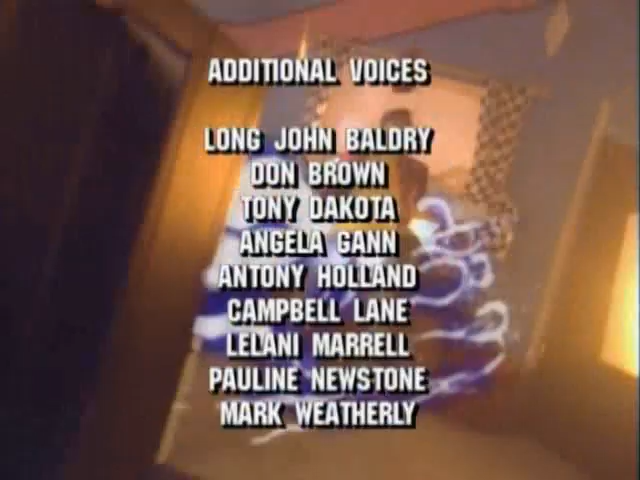 ADDITIONAL VOICES
LONG JOHN BALDRY
DON BROWN
TONY DAKOTA
ANGELA GANN
ANTONY HOLLAND
CAMPBELL LANE
LELANI MARRELL
PAULINE NEWSTONE
MARK WEATHERLY